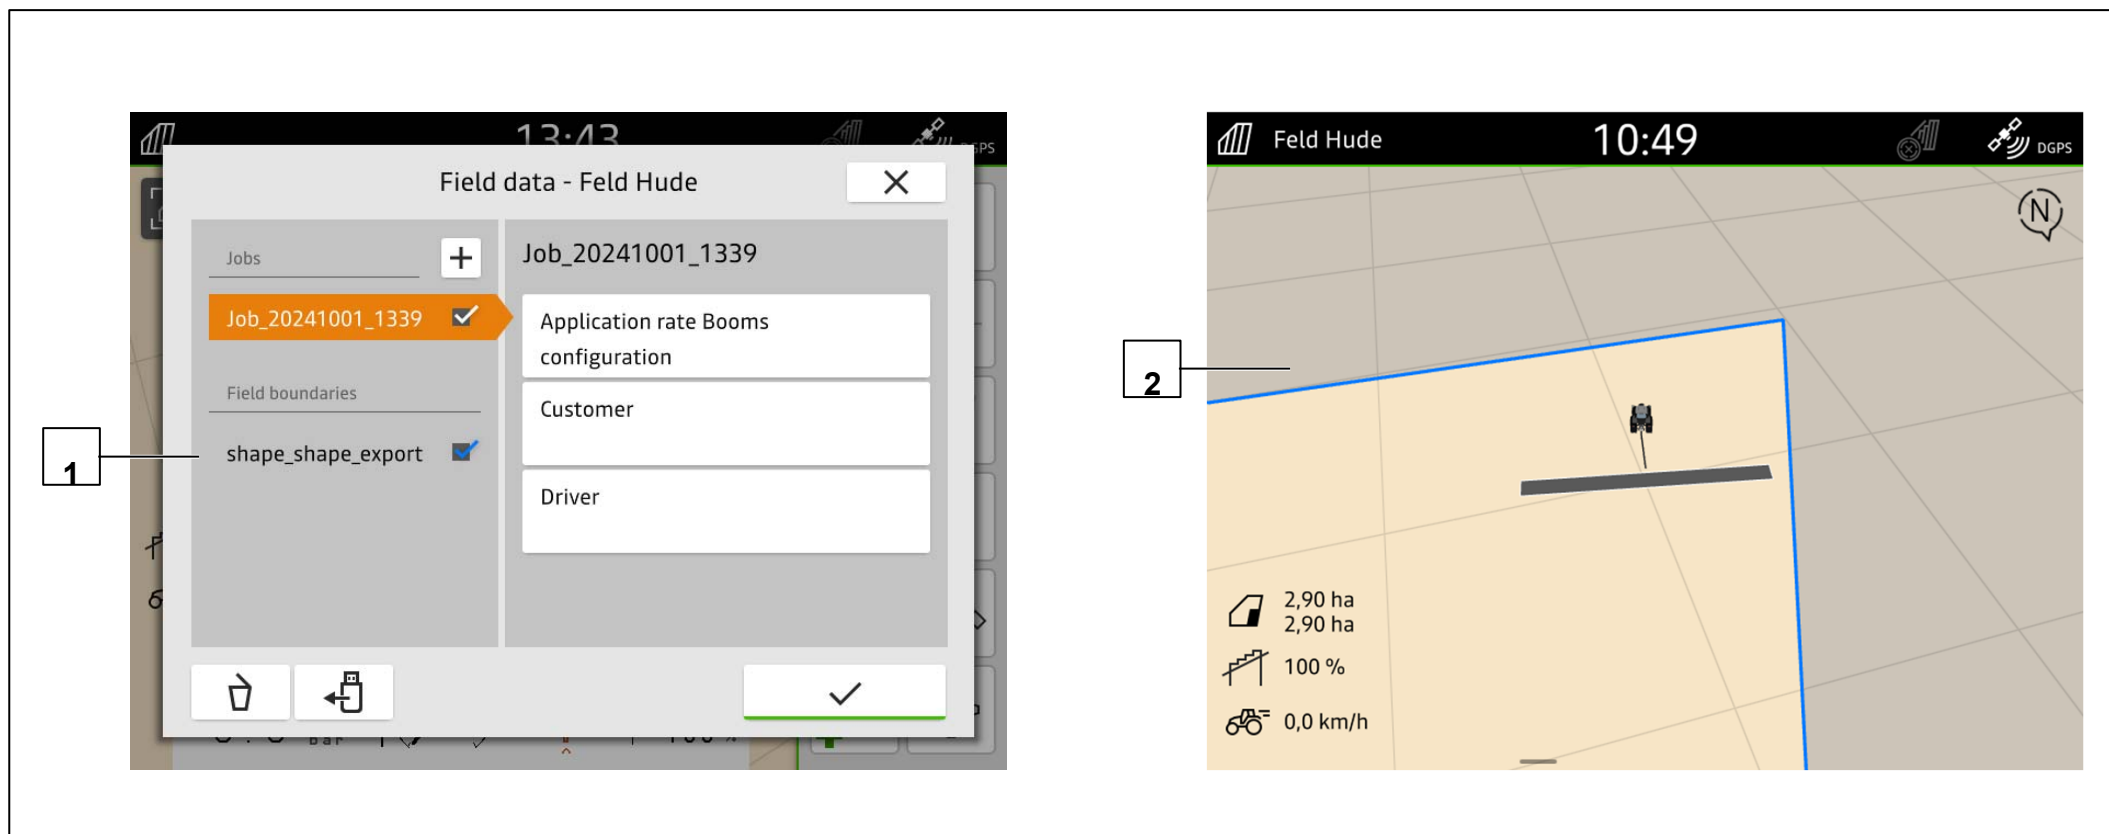 13:43
Field data - Feld Hude
Jobs
Job_20241001_1339
Field boundaries
shape_shape_export
Job_20241001_1339
Application rate Booms
configuration
Customer
Driver
1
Feld Hude
10:49
DGPS
N
2
2,90 ha
2,90 ha
100 %
0,0 km/h